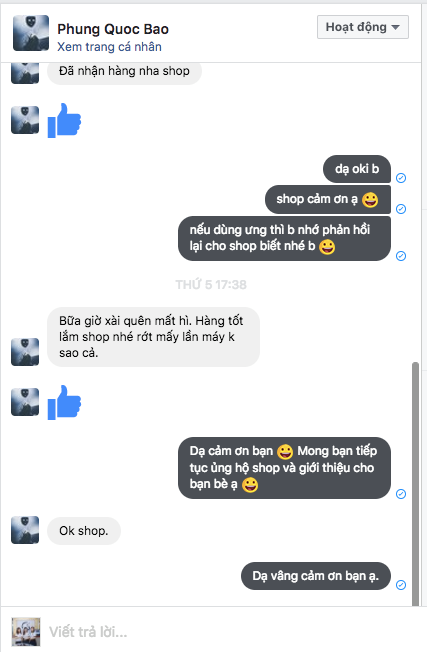 Phung Quoc Bao
Xem trang cá nhân
Hoạt động
Đã nhận hàng nha shop
dạ oki b
shop cảm ơn ạ 😀
nếu dùng ưng thì b nhớ phản hồi
lại cho shop biết nhé b 😀
THỨ 5 17:38
Bữa giờ xài quên mất hì. Hàng tốt
lắm shop nhé rớt mấy lần máy k
sao cả.
Dạ cảm ơn bạn 😀 Mong bạn tiếp
tục ủng hộ shop và giới thiệu cho
bạn bè ạ 😀
Ok shop.
Dạ vâng cảm ơn bạn ạ.
Viết trả lời...